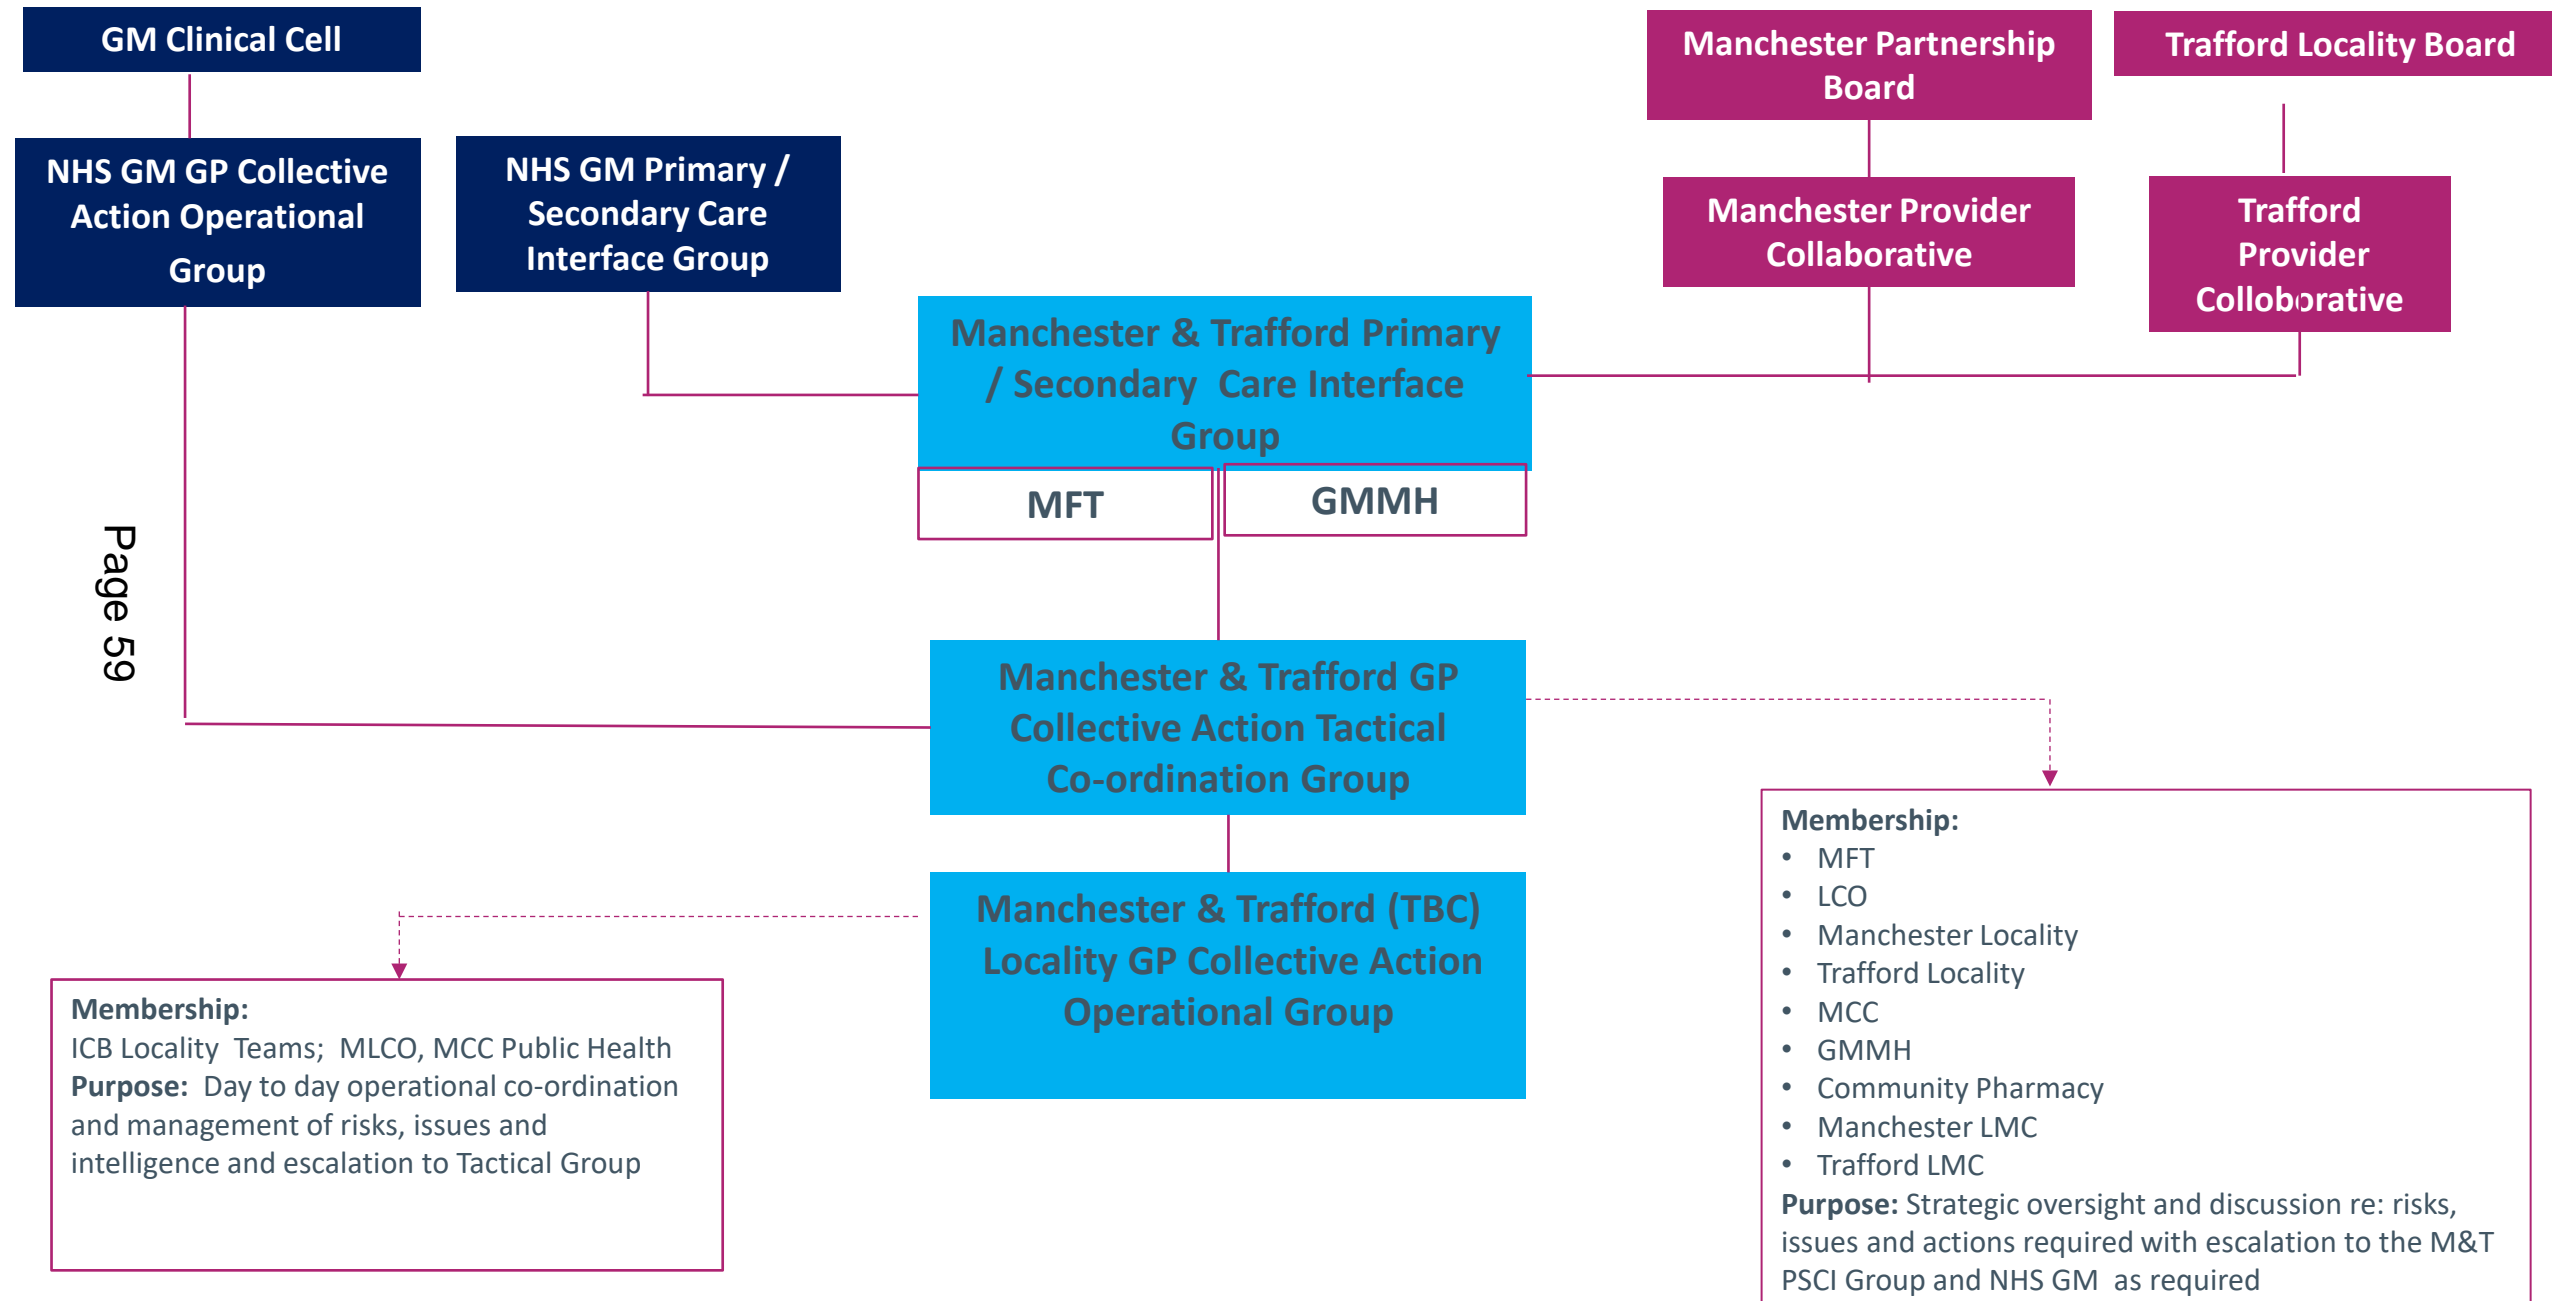 GM Clinical Cell
NHS GM GP Collective
Action Operational
Group
NHS GM Primary /
Secondary Care
Interface Group
Manchester Partnership
Board
Trafford Locality Board
Manchester Provider
Collaborative
Trafford
Provider
Colloborative
Manchester & Trafford Primary
/ Secondary Care Interface
Group
MFT
GMMH
Page 59
Manchester & Trafford GP
Collective Action Tactical
Co-ordination Group
Manchester & Trafford (TBC)
Locality GP Collective Action
Operational Group
Membership:
ICB Locality Teams; MLCO, MCC Public Health
Purpose: Day to day operational co-ordination
and management of risks, issues and
intelligence and escalation to Tactical Group
Membership:
• MFT
• LCO
• Manchester Locality
• Trafford Locality
• MCC
• GMMH
• Community Pharmacy
• Manchester LMC
• Trafford LMC
Purpose: Strategic oversight and discussion re: risks,
issues and actions required with escalation to the M&T
PSCI Group and NHS GM as required